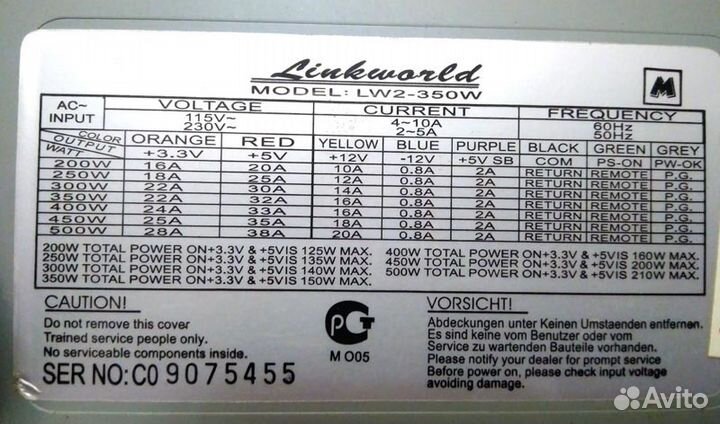 Linkworld
MODEL: LW2-350W
M
AC~ INPUT VOLTAGE CURRENT FREQUENCY
115V~ 4~10A 60Hz
230V~ 2~5A 50Hz
COLOR OUTPUT WATT ORANGE RED YELLOW BLUE PURPLE BLACK GREEN GREY
+3.3V +5V +12V -12V +5V SB COM PS-ON PW-OK
200W 16A 20A 10A 0.8A 2A RETURN REMOTE P.G.
250W 18A 25A 12A 0.8A 2A RETURN REMOTE P.G.
300W 22A 30A 14A 0.8A 2A RETURN REMOTE P.G.
350W 22A 32A 16A 0.8A 2A RETURN REMOTE P.G.
400W 24A 33A 16A 0.8A 2A RETURN REMOTE P.G.
450W 25A 35A 18A 0.8A 2A RETURN REMOTE P.G.
500W 28A 38A 20A 0.8A 2A RETURN REMOTE P.G.
200W TOTAL POWER ON+3.3V & +5VIS 125W MAX.
250W TOTAL POWER ON+3.3V & +5VIS 135W MAX.
300W TOTAL POWER ON+3.3V & +5VIS 140W MAX.
350W TOTAL POWER ON+3.3V & +5VIS 150W MAX.
400W TOTAL POWER ON+3.3V & +5VIS 160W MAX.
450W TOTAL POWER ON+3.3V & +5VIS 200W MAX.
500W TOTAL POWER ON+3.3V & +5VIS 210W MAX.
CAUTION!
Do not remove this cover
Trained service people only.
No serviceable components inside.
SER NO: C0 9075455
РСТ
M O05
VORSICHT!
Abdeckungen unter Keinen Umstaenden entfernen.
Es sind keine vom Benutzer oder vom
Service zu wartenden Bauteile vorhanden.
Please notify your dealer for prompt service
Before power on, please check input voltage
avoiding damage.
Avito